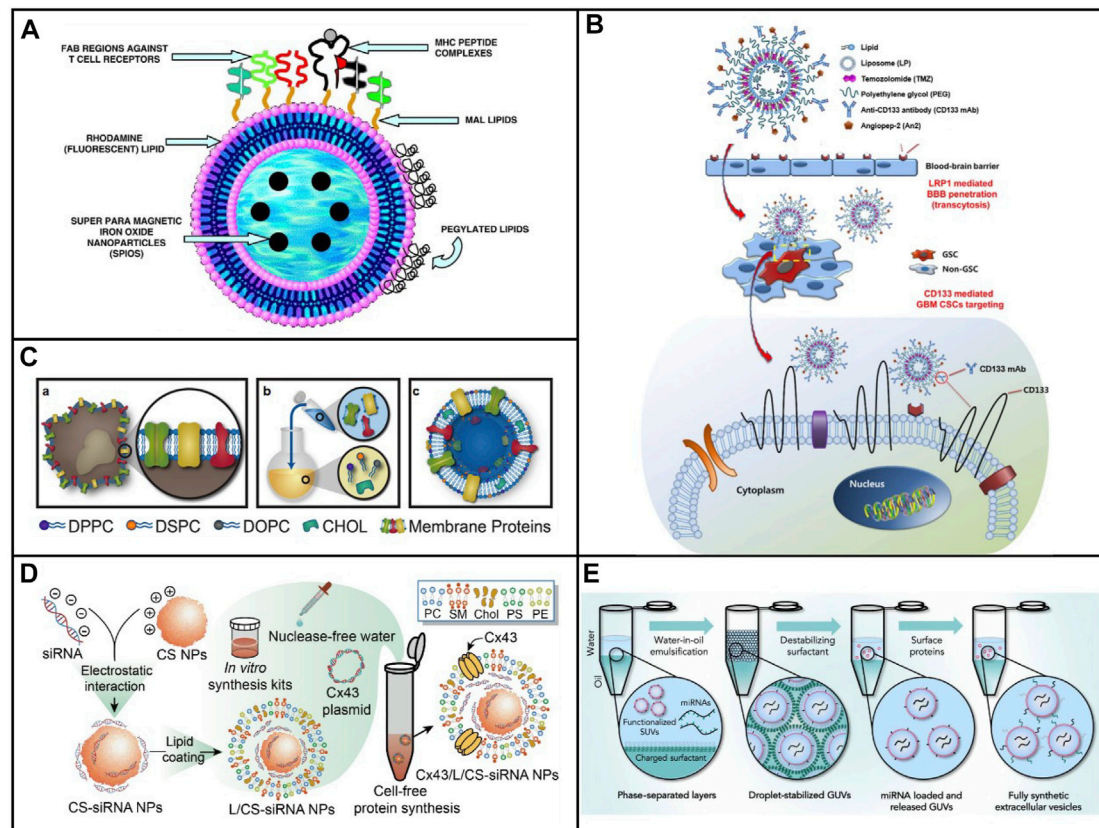 A
FAB REGIONS AGAINST
T CELL RECEPTORS
MHC PEPTIDE
COMPLEXES
RHODAMINE
(FLUORESCENT) LIPID
MAL LIPIDS
SUPER PARA MAGNETIC
IRON OXIDE
NANOPARTICLES
(SPIOS)
PEGYLATED LIPIDS
B
Lipid
Liposome (LP)
Temozolomide (TMZ)
Polyethylene glycol (PEG)
Anti-CD133 antibody (CD133 mAb)
Angiopep-2 (An2)
Blood-brain barrier
LRP1 mediated
BBB penetration
(transcytosis)
GSC
Non-GSC
CD133 mediated
GBM CSCs targeting
CD133 mAb
CD133
Cytoplasm
Nucleus
C
a
b
c
DPPC
DSPC
DOPC
CHOL
Membrane Proteins
D
siRNA
CS NPs
Electrostatic
interaction
CS-siRNA NPs
Lipid
coating
In vitro
synthesis kits
Nuclease-free water
Cx43
plasmid
L/CS-siRNA NPs
PC SM Chol PS PE
Cx43
Cx43/L/CS-siRNA NPs
Cell-free
protein synthesis
E
Water
Oil
Water-in-oil
emulsification
Destabilizing
surfactant
Surface
proteins
Functionalized
SUVs
miRNAs
Charged surfactant
Phase-separated layers
Droplet-stabilized GUVs
miRNA loaded and
released GUVs
Fully synthetic
extracellular vesicles